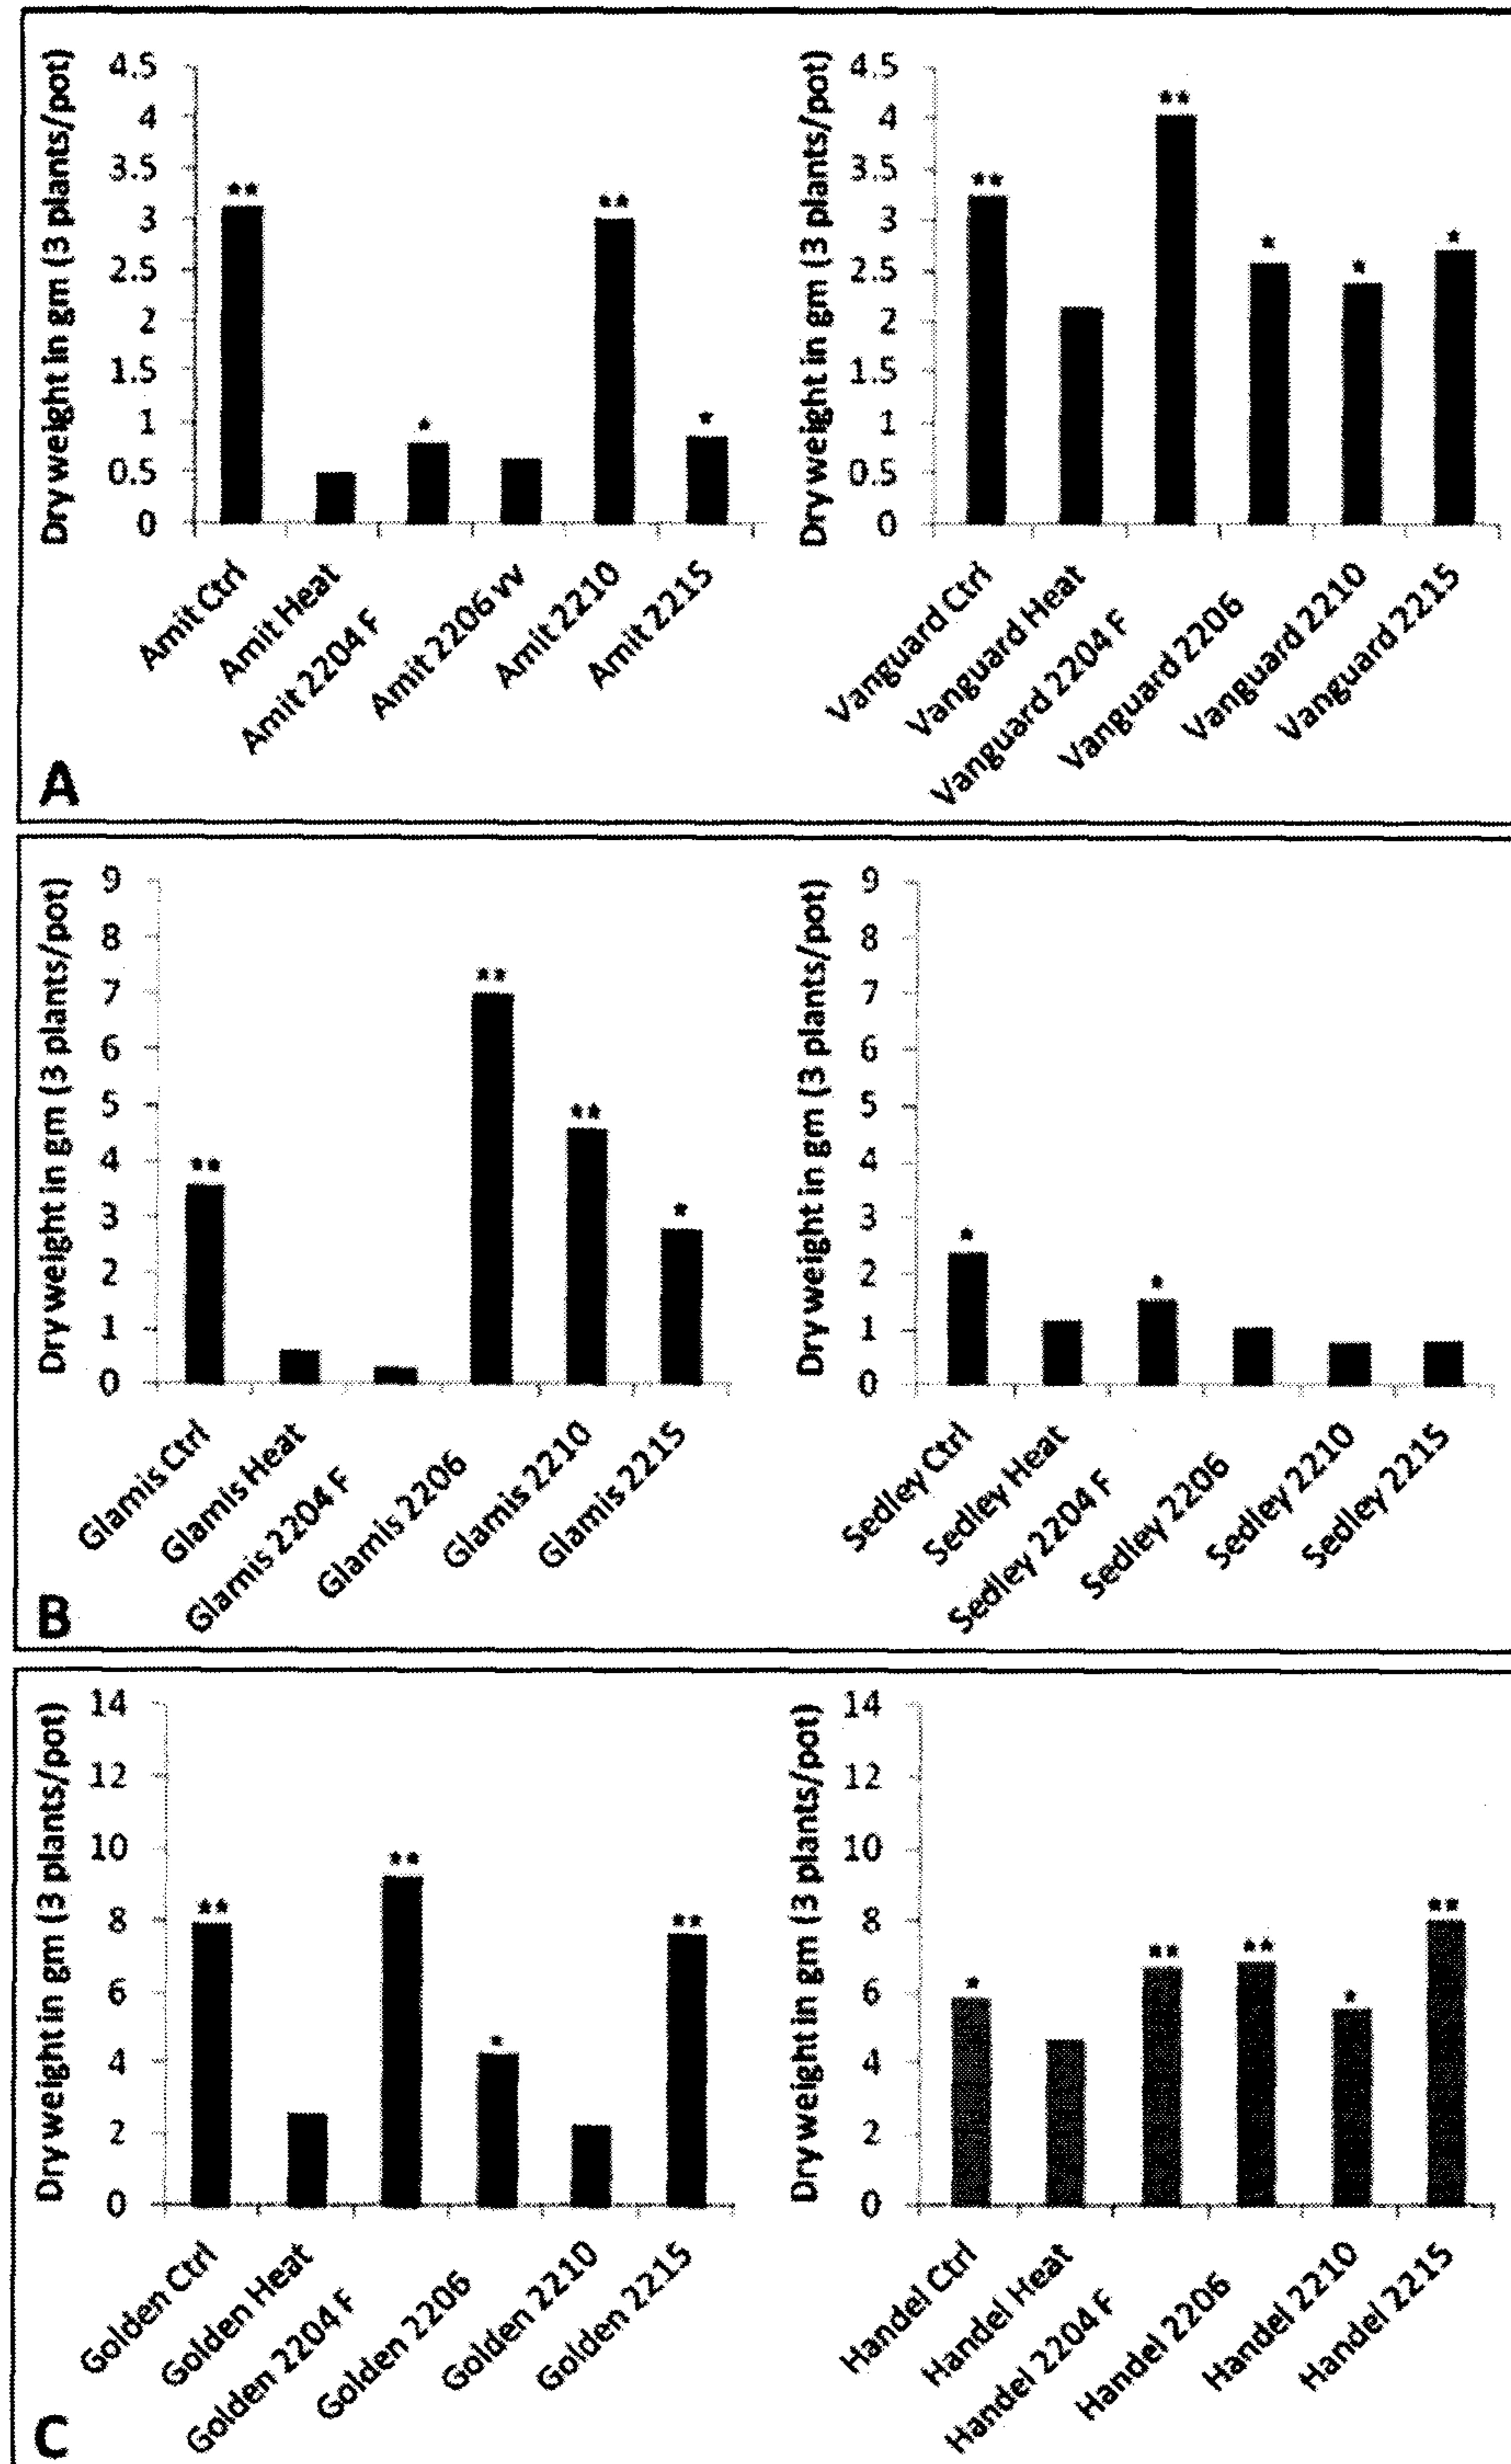 Dry weight in gm (3 plants/pot)
4.5
4
3.5
3
2.5
2
1.5
1
0.5
0
**
*
**
*
Amit Ctrl
Amit Heat
Amit 2204 F
Amit 2206 vv
Amit 2210
Amit 2215
Dry weight in gm (3 plants/pot)
4.5
4
3.5
3
2.5
2
1.5
1
0.5
0
**
**
*
*
*
Vanguard Ctrl
Vanguard Heat
Vanguard 2204 F
Vanguard 2206
Vanguard 2210
Vanguard 2215
A
Dry weight in gm (3 plants/pot)
9
8
7
6
5
4
3
2
1
0
**
**
**
*
Glamis Ctrl
Glamis Heat
Glamis 2204 F
Glamis 2206
Glamis 2210
Glamis 2215
Dry weight in gm (3 plants/pot)
9
8
7
6
5
4
3
2
1
0
*
*
Sedley Ctrl
Sedley Heat
Sedley 2204 F
Sedley 2206
Sedley 2210
Sedley 2215
B
Dry weight in gm (3 plants/pot)
14
12
10
8
6
4
2
0
**
**
*
**
Golden Ctrl
Golden Heat
Golden 2204 F
Golden 2206
Golden 2210
Golden 2215
Dry weight in gm (3 plants/pot)
14
12
10
8
6
4
2
0
*
**
**
*
**
Handel Ctrl
Handel Heat
Handel 2204 F
Handel 2206
Handel 2210
Handel 2215
C